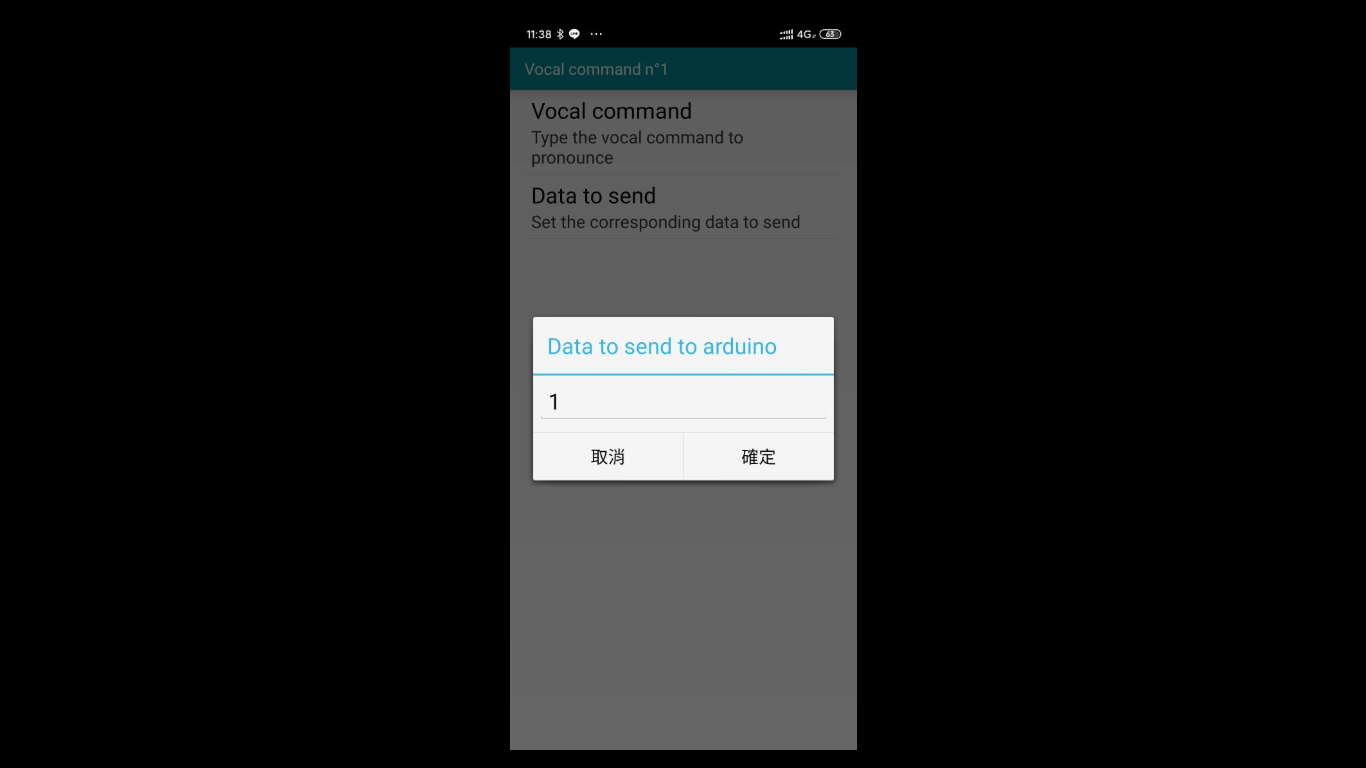 11:38 ... 4G 63
Vocal command n°1
Vocal command
Type the vocal command to
pronounce
Data to send
Set the corresponding data to send
Data to send to arduino
1
取消 確定